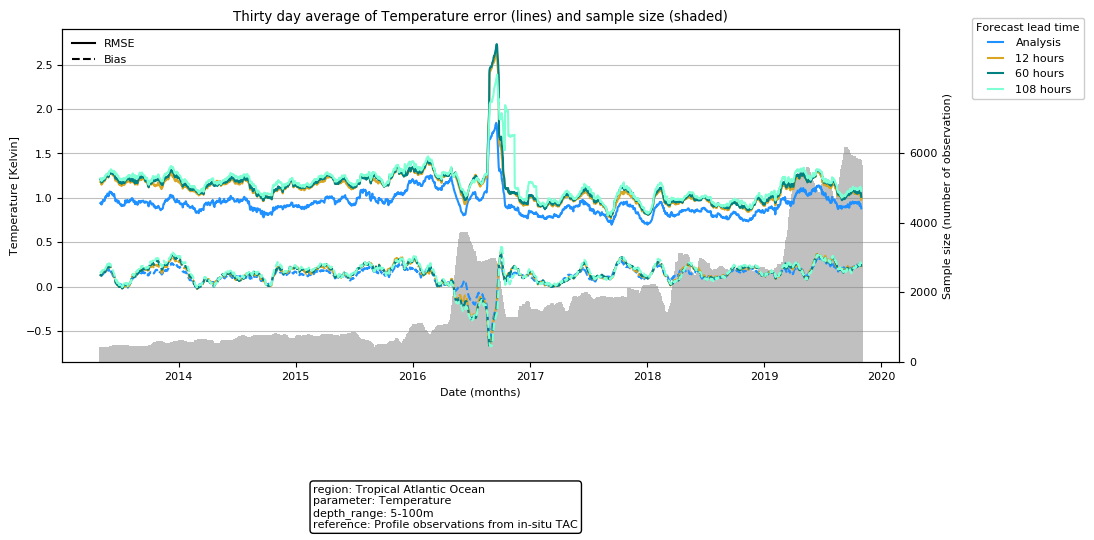 Thirty day average of Temperature error (lines) and sample size (shaded)
Forecast lead time
Analysis
12 hours
60 hours
108 hours
RMSE
Bias
Temperature [Kelvin]
2.5
2.0
1.5
1.0
0.5
0.0
−0.5
Sample size (number of observation)
6000
4000
2000
0
2014 2015 2016 2017 2018 2019 2020
Date (months)
region: Tropical Atlantic Ocean
parameter: Temperature
depth_range: 5-100m
reference: Profile observations from in-situ TAC